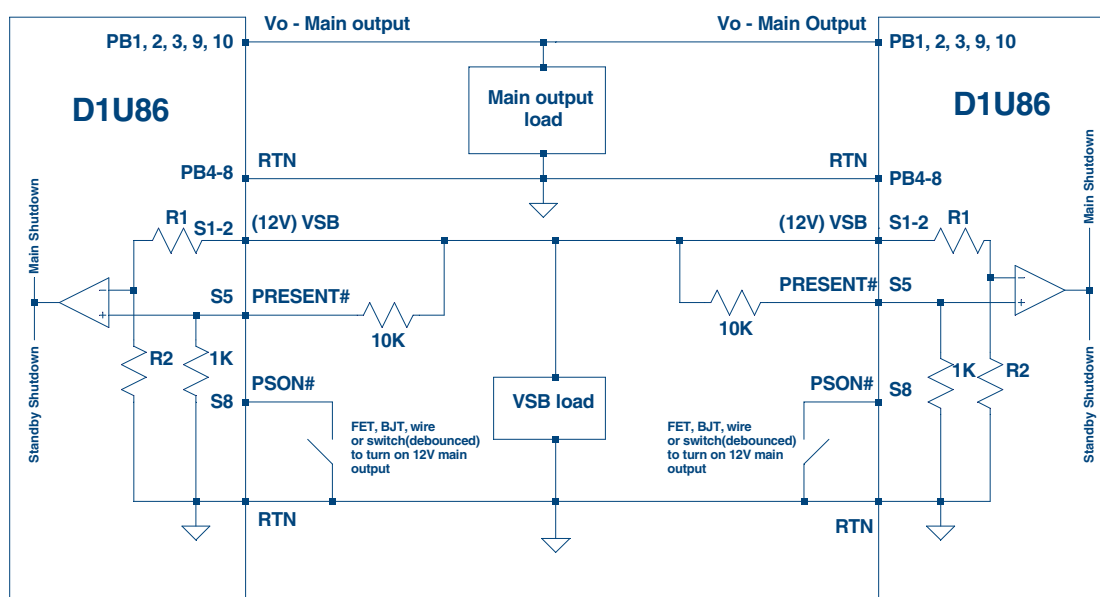 Vo - Main output
Vo - Main Output
PB1, 2, 3, 9, 10
PB1, 2, 3, 9, 10
D1U86
Main output
load
D1U86
RTN
RTN
PB4-8
PB4-8
R1
S1-2
(12V) VSB
(12V) VSB
S1-2
R1
Main Shutdown
Main Shutdown
S5
PRESENT#
PRESENT#
S5
-
+
-
+
10K
10K
R2
1K
1K
R2
Standby Shutdown
Standby Shutdown
S8
PSON#
VSB load
PSON#
S8
FET, BJT, wire
or switch(debounced)
to turn on 12V main
output
FET, BJT, wire
or switch(debounced)
to turn on 12V main
output
RTN
RTN